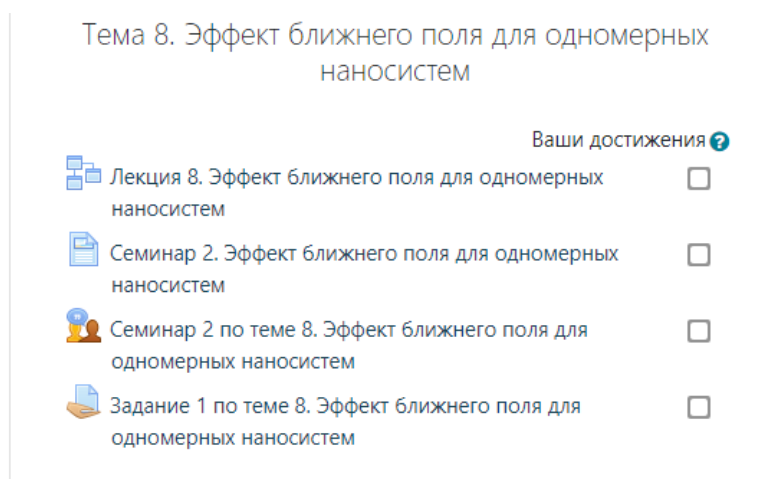 Тема 8. Эффект ближнего поля для одномерных
наносистем
Ваши достижения
Лекция 8. Эффект ближнего поля для одномерных
наносистем
Семинар 2. Эффект ближнего поля для одномерных
наносистем
Семинар 2 по теме 8. Эффект ближнего поля для
одномерных наносистем
Задание 1 по теме 8. Эффект ближнего поля для
одномерных наносистем